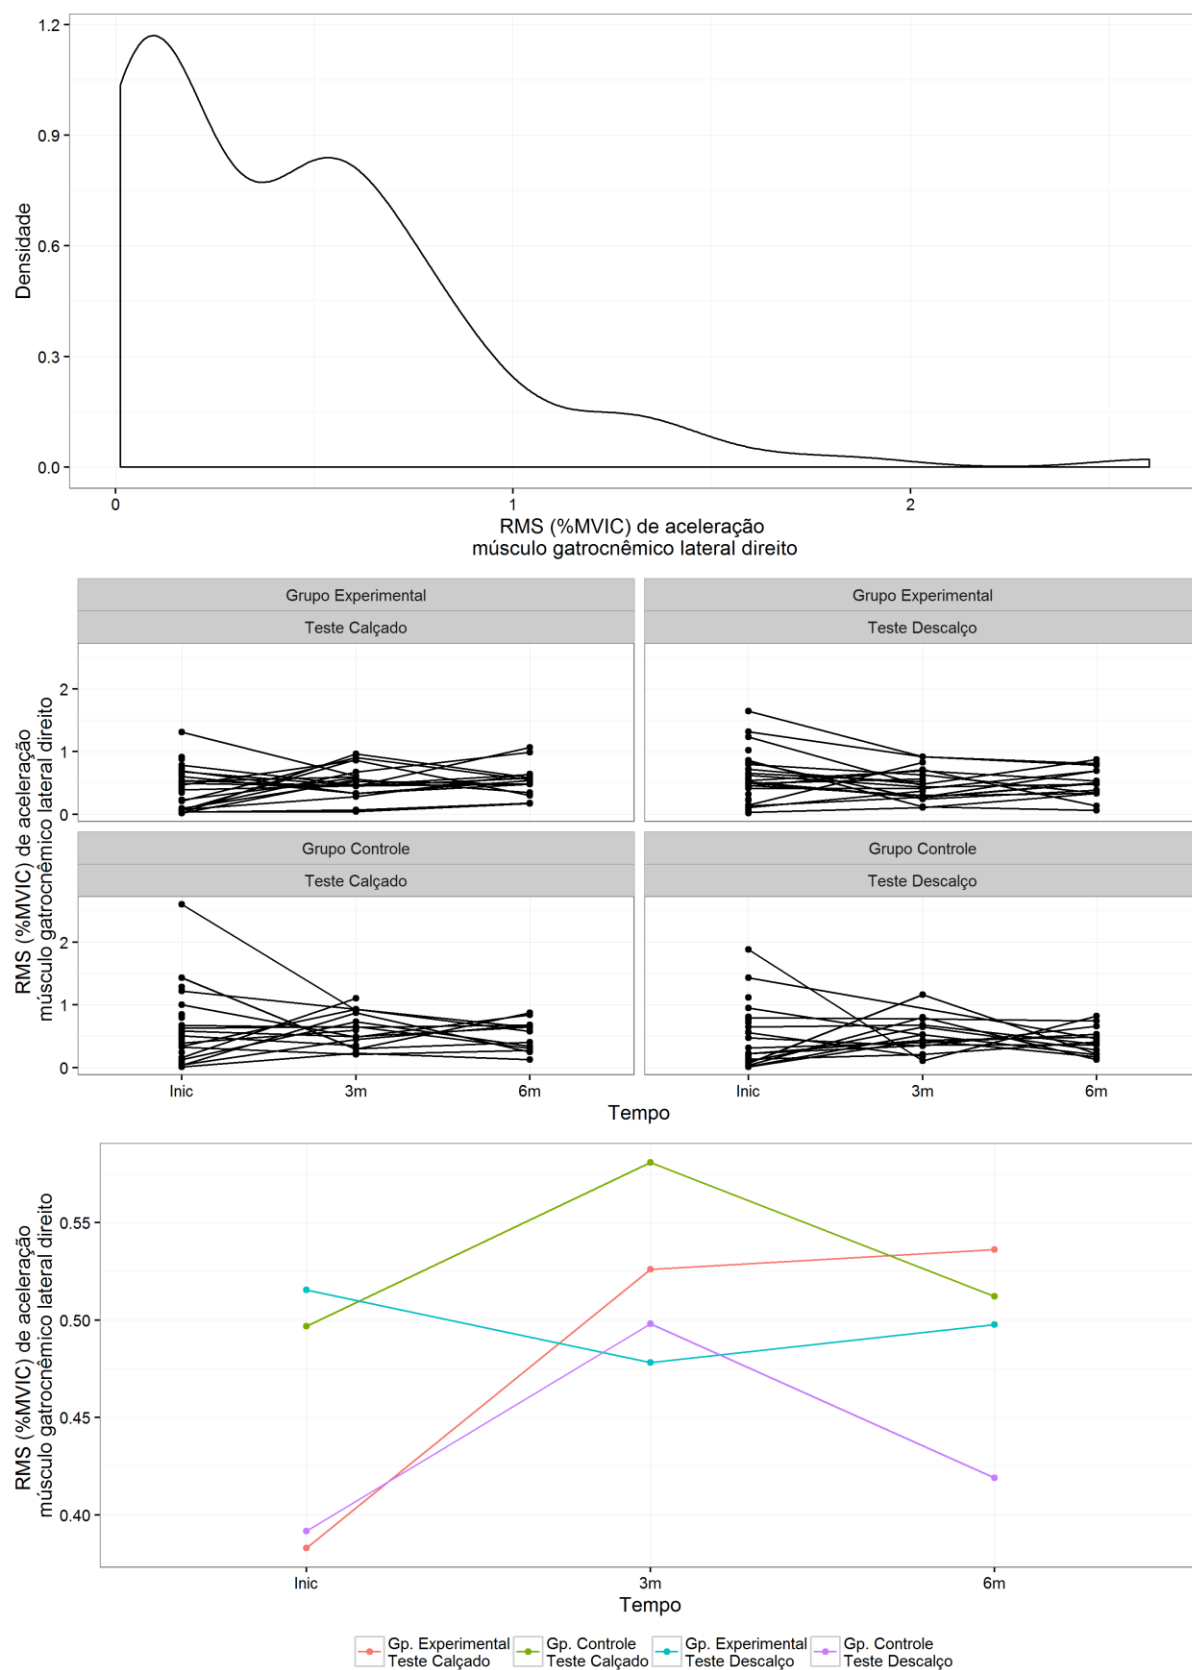 1.2
0.9
0.6
0.3
0.0
Densidade
0
1
2
RMS (%MVIC) de aceleração
músculo gatrocnêmico lateral direito
Grupo Experimental
Teste Calçado
Grupo Experimental
Teste Descalço
2
1
0
Grupo Controle
Teste Calçado
Grupo Controle
Teste Descalço
2
1
0
RMS (%MVIC) de aceleração
músculo gatrocnêmico lateral direito
Inic
3m
6m
Inic
3m
6m
Tempo
0.55
0.50
0.45
0.40
RMS (%MVIC) de aceleração
músculo gatrocnêmico lateral direito
Inic
3m
6m
Tempo
Gp. Experimental
Teste Calçado
Gp. Controle
Teste Calçado
Gp. Experimental
Teste Descalço
Gp. Controle
Teste Descalço